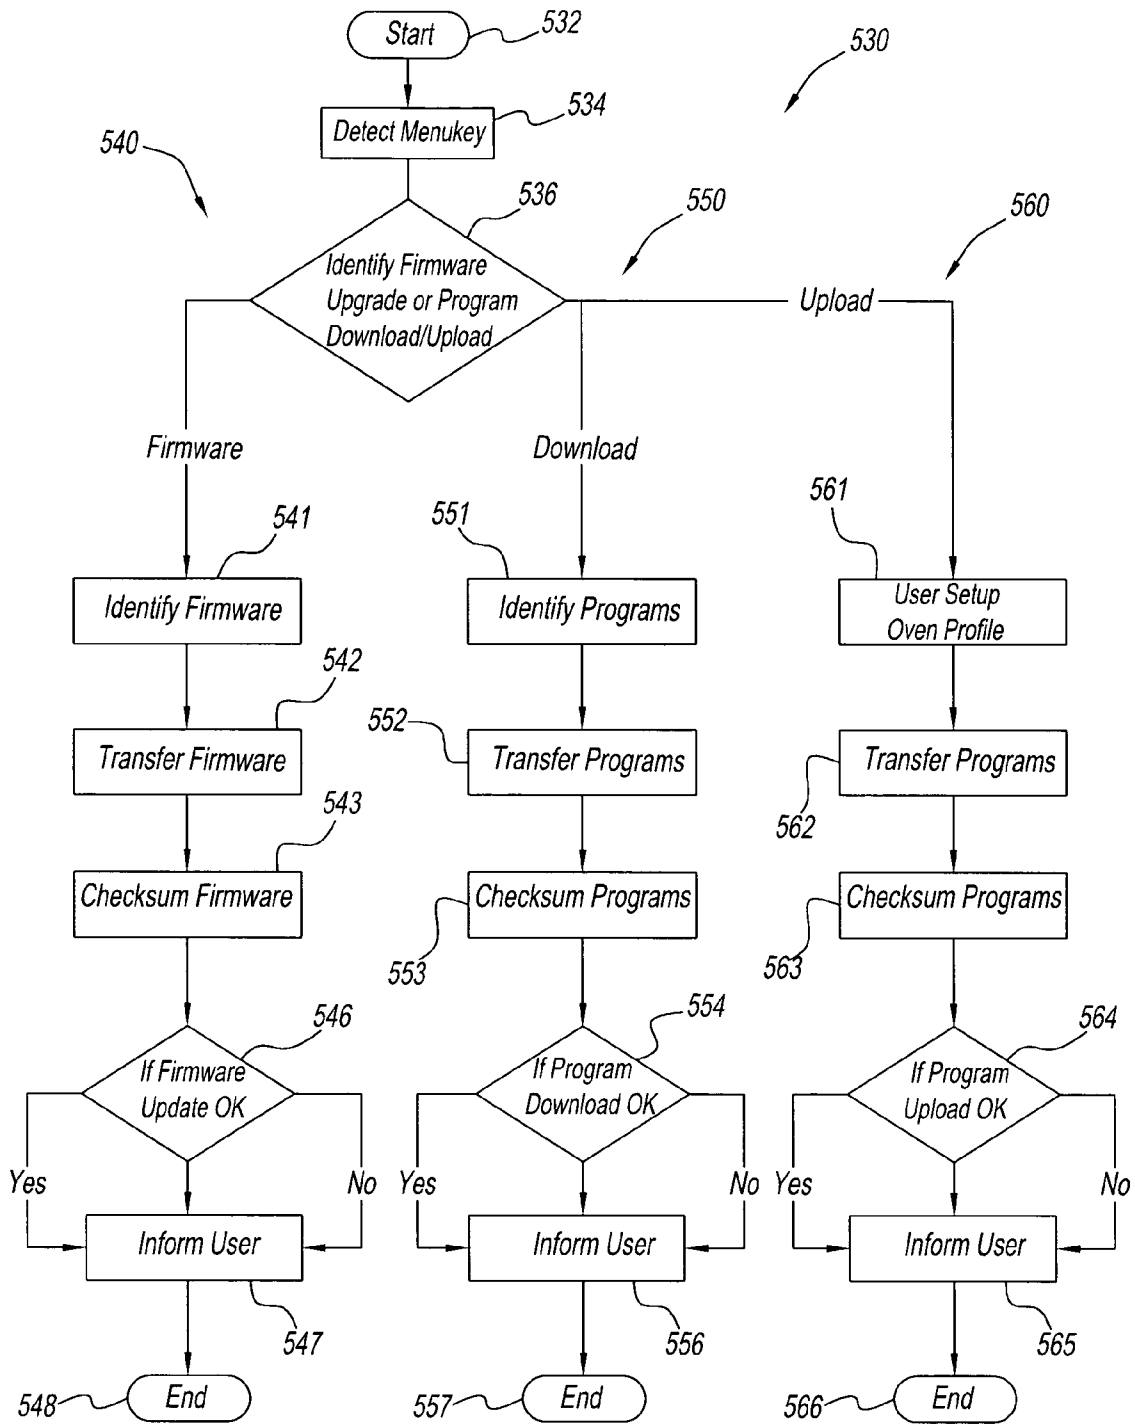 Start
532
530
Detect Menukey
534
540
536
550
560
Identify Firmware
Upgrade or Program
Download/Upload
Upload
Firmware
Download
541
551
561
Identify Firmware
Identify Programs
User Setup
Oven Profile
542
552
562
Transfer Firmware
Transfer Programs
Transfer Programs
543
553
563
Checksum Firmware
Checksum Programs
Checksum Programs
546
554
564
If Firmware
Update OK
If Program
Download OK
If Program
Upload OK
Yes
No
Yes
No
Yes
No
Inform User
Inform User
Inform User
547
556
565
548
End
557
End
566
End